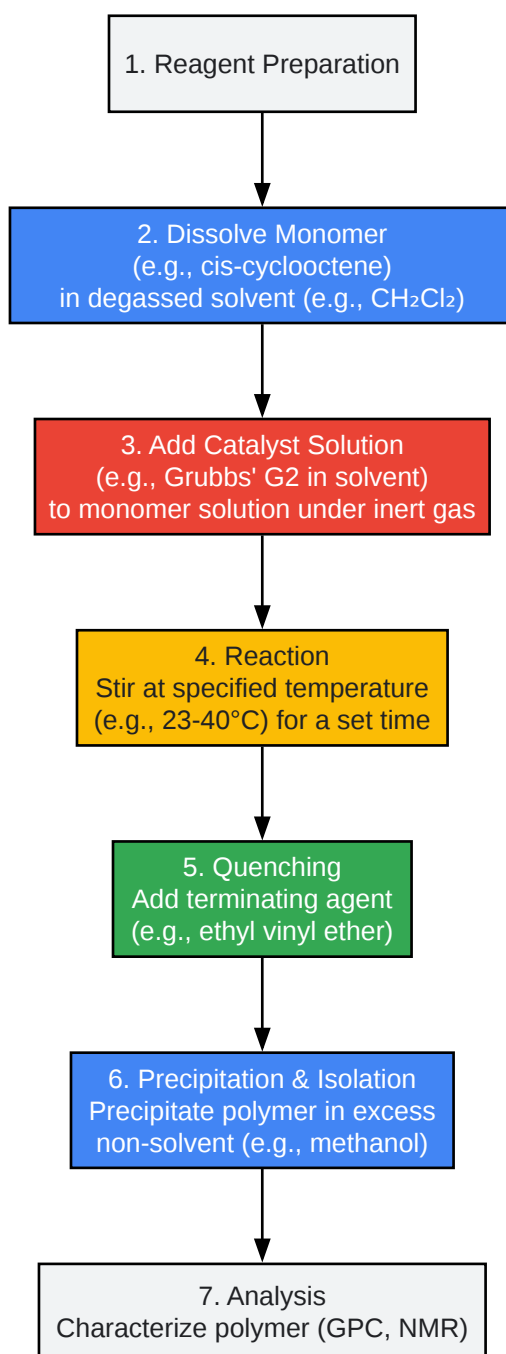 1. Reagent Preparation
2. Dissolve Monomer
(e.g., cis-cyclooctene)
in degassed solvent (e.g., CH₂Cl₂)
3. Add Catalyst Solution
(e.g., Grubbs' G2 in solvent)
to monomer solution under inert gas
4. Reaction
Stir at specified temperature
(e.g., 23-40°C) for a set time
5. Quenching
Add terminating agent
(e.g., ethyl vinyl ether)
6. Precipitation & Isolation
Precipitate polymer in excess
non-solvent (e.g., methanol)
7. Analysis
Characterize polymer (GPC, NMR)